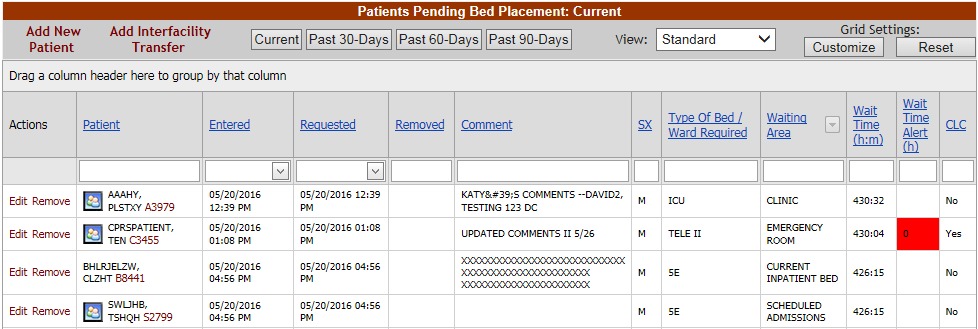 Patients Pending Bed Placement: Current
Add New Patient
Add Interfacility Transfer
Current Past 30-Days Past 60-Days Past 90-Days
View: Standard
Grid Settings:
Customize Reset
Drag a column header here to group by that column
Actions Patient Entered Requested Removed Comment SX Type Of Bed / Ward Required Waiting Area Wait Time (h:m) Wait Time Alert (h) CLC
Edit Remove AAAHY, PLSTXY A3979 05/20/2016 12:39 PM 05/20/2016 12:39 PM KATY&#39;S COMMENTS --DAVID2, TESTING 123 DC M ICU CLINIC 430:32 No
Edit Remove CPRSPATIENT, TEN C3455 05/20/2016 01:08 PM 05/20/2016 01:08 PM UPDATED COMMENTS II 5/26 M TELE II EMERGENCY ROOM 430:04 0 Yes
Edit Remove BHLRJELZW, CLZHT B8441 05/20/2016 04:56 PM 05/20/2016 04:56 PM XXXXXXXXXXXXXXXXXXXXXXXXXXXX XXXXXXXXXXXXXXXXXXXXXX XXXXXXXXXXXXXXXXXXXXXX M 5E CURRENT INPATIENT BED 426:15 No
Edit Remove SWLJHB, TSHQH S2799 05/20/2016 04:56 PM 05/20/2016 04:56 PM M 5E SCHEDULED ADMISSIONS 426:15 No